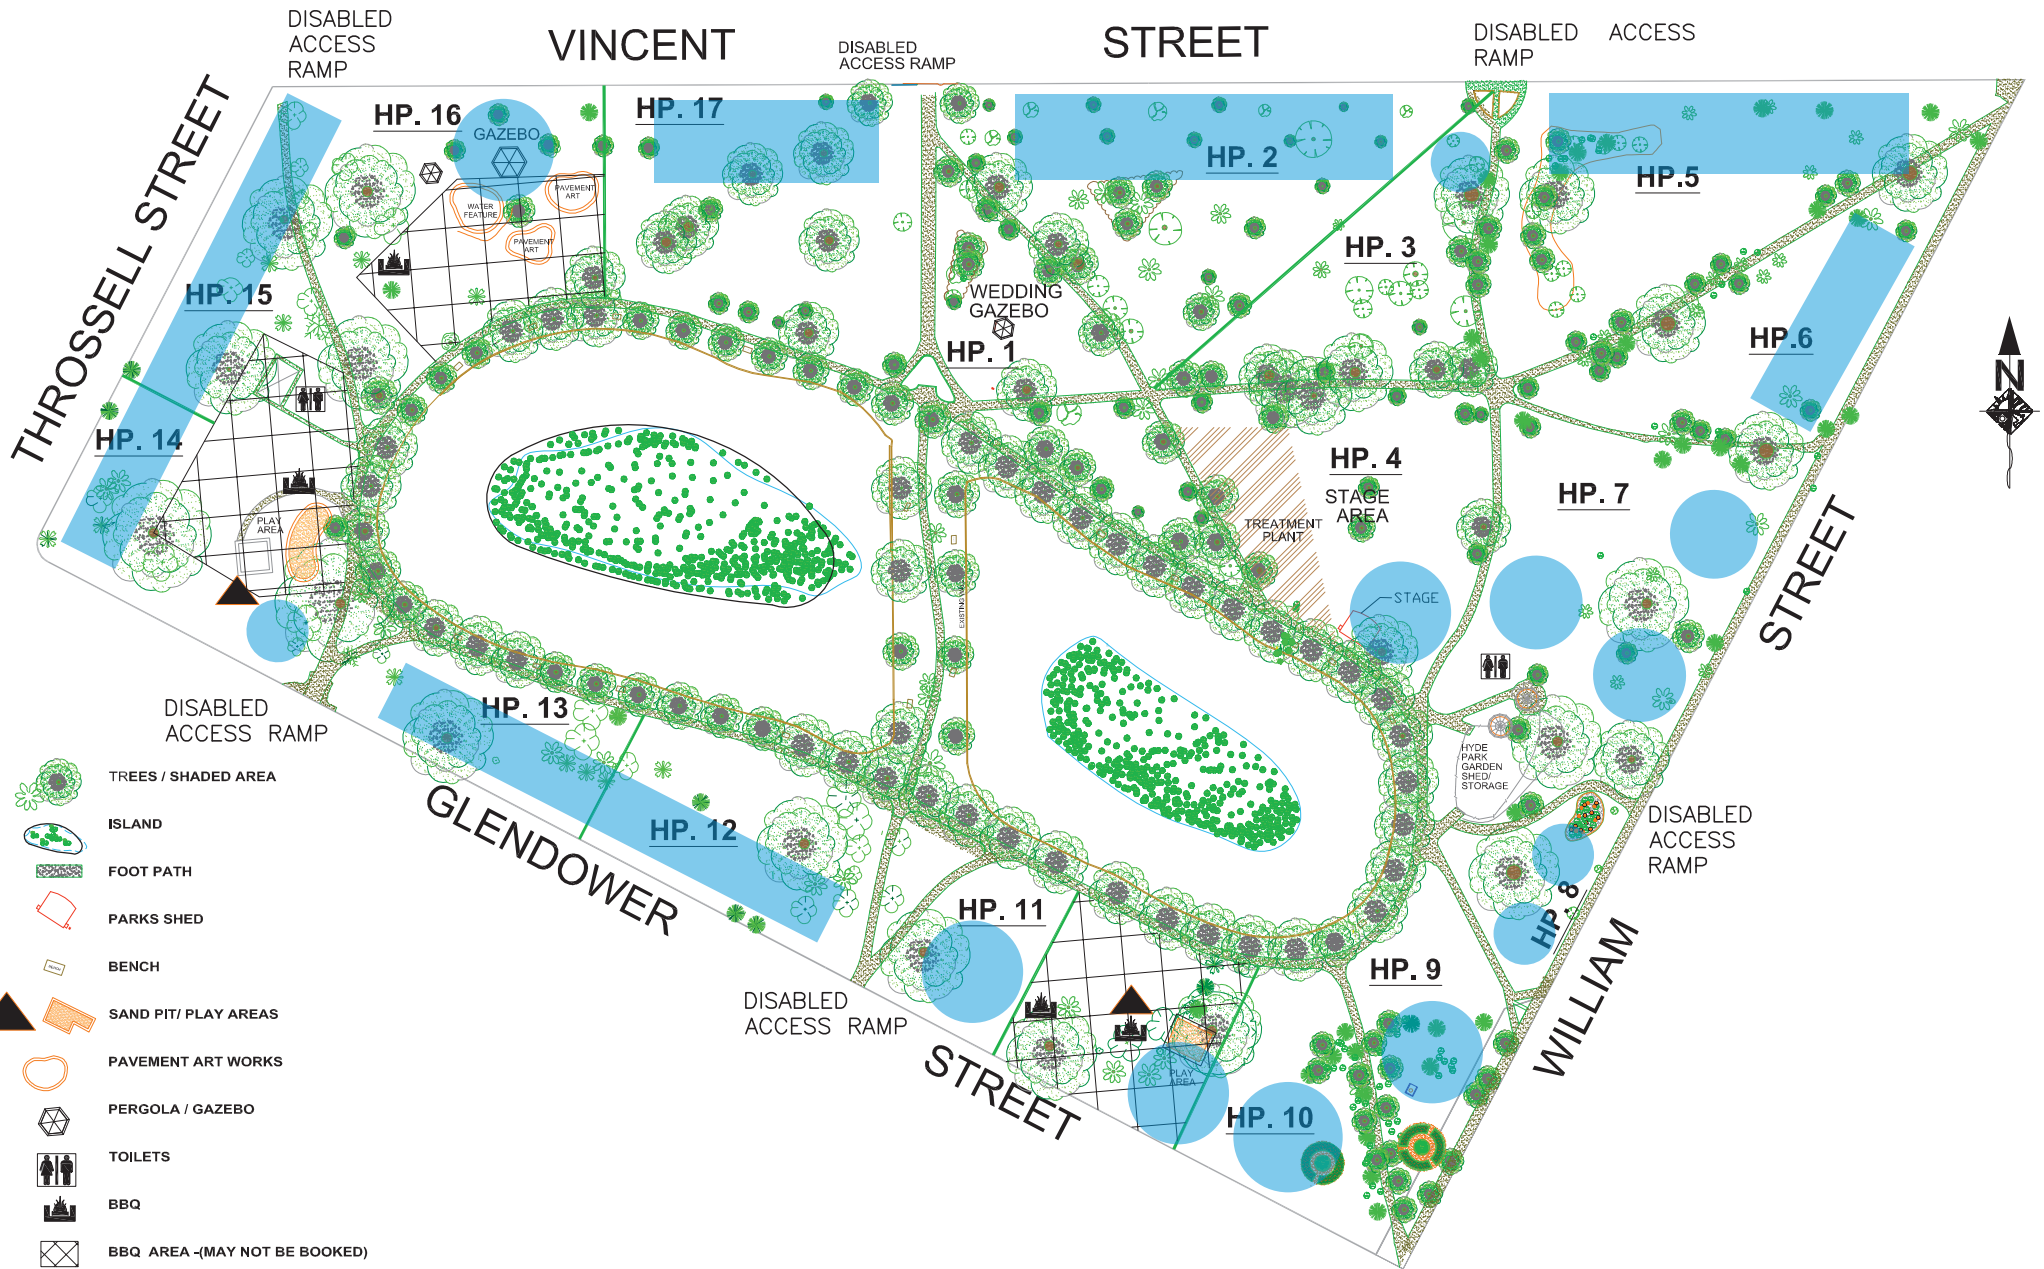 DISABLED
ACCESS
RAMP
VINCENT
STREET
DISABLED
ACCESS RAMP
DISABLED ACCESS
RAMP
THROSSELL STREET
HP. 16
GAZEBO
WATER
FEATURE
PAVEMENT
ART
PAVEMENT
ART
HP. 17
HP. 2
HP.5
HP. 3
HP. 15
WEDDING
GAZEBO
HP. 1
HP.6
N
HP. 14
PLAY
AREA
HP. 4
STAGE
AREA
TREATMENT
PLANT
HP. 7
STREET
STAGE
HP. 13
DISABLED
ACCESS RAMP
HYDE
PARK
GARDEN
SHED/
STORAGE
DISABLED
ACCESS
RAMP
GLENDOWER
HP. 12
HP. 11
HP. 8
HP. 9
WILLIAM
DISABLED
ACCESS RAMP
STREET
PLAY
AREA
HP. 10
TREES / SHADED AREA
ISLAND
FOOT PATH
PARKS SHED
BENCH
SAND PIT/ PLAY AREAS
PAVEMENT ART WORKS
PERGOLA / GAZEBO
TOILETS
BBQ
BBQ AREA -(MAY NOT BE BOOKED)